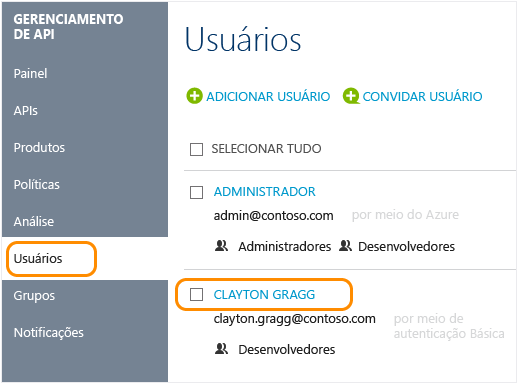 GERENCIAMENTO
DE API
Painel
APIs
Produtos
Políticas
Análise
Usuários
Grupos
Notificações
Usuários
ADICIONAR USUÁRIO
CONVIDAR USUÁRIO
SELECIONAR TUDO
ADMINISTRADOR
admin@contoso.com por meio do Azure
Administradores Desenvolvedores
CLAYTON GRAGG
clayton.gragg@contoso.com por meio de
autenticação Básica
Desenvolvedores